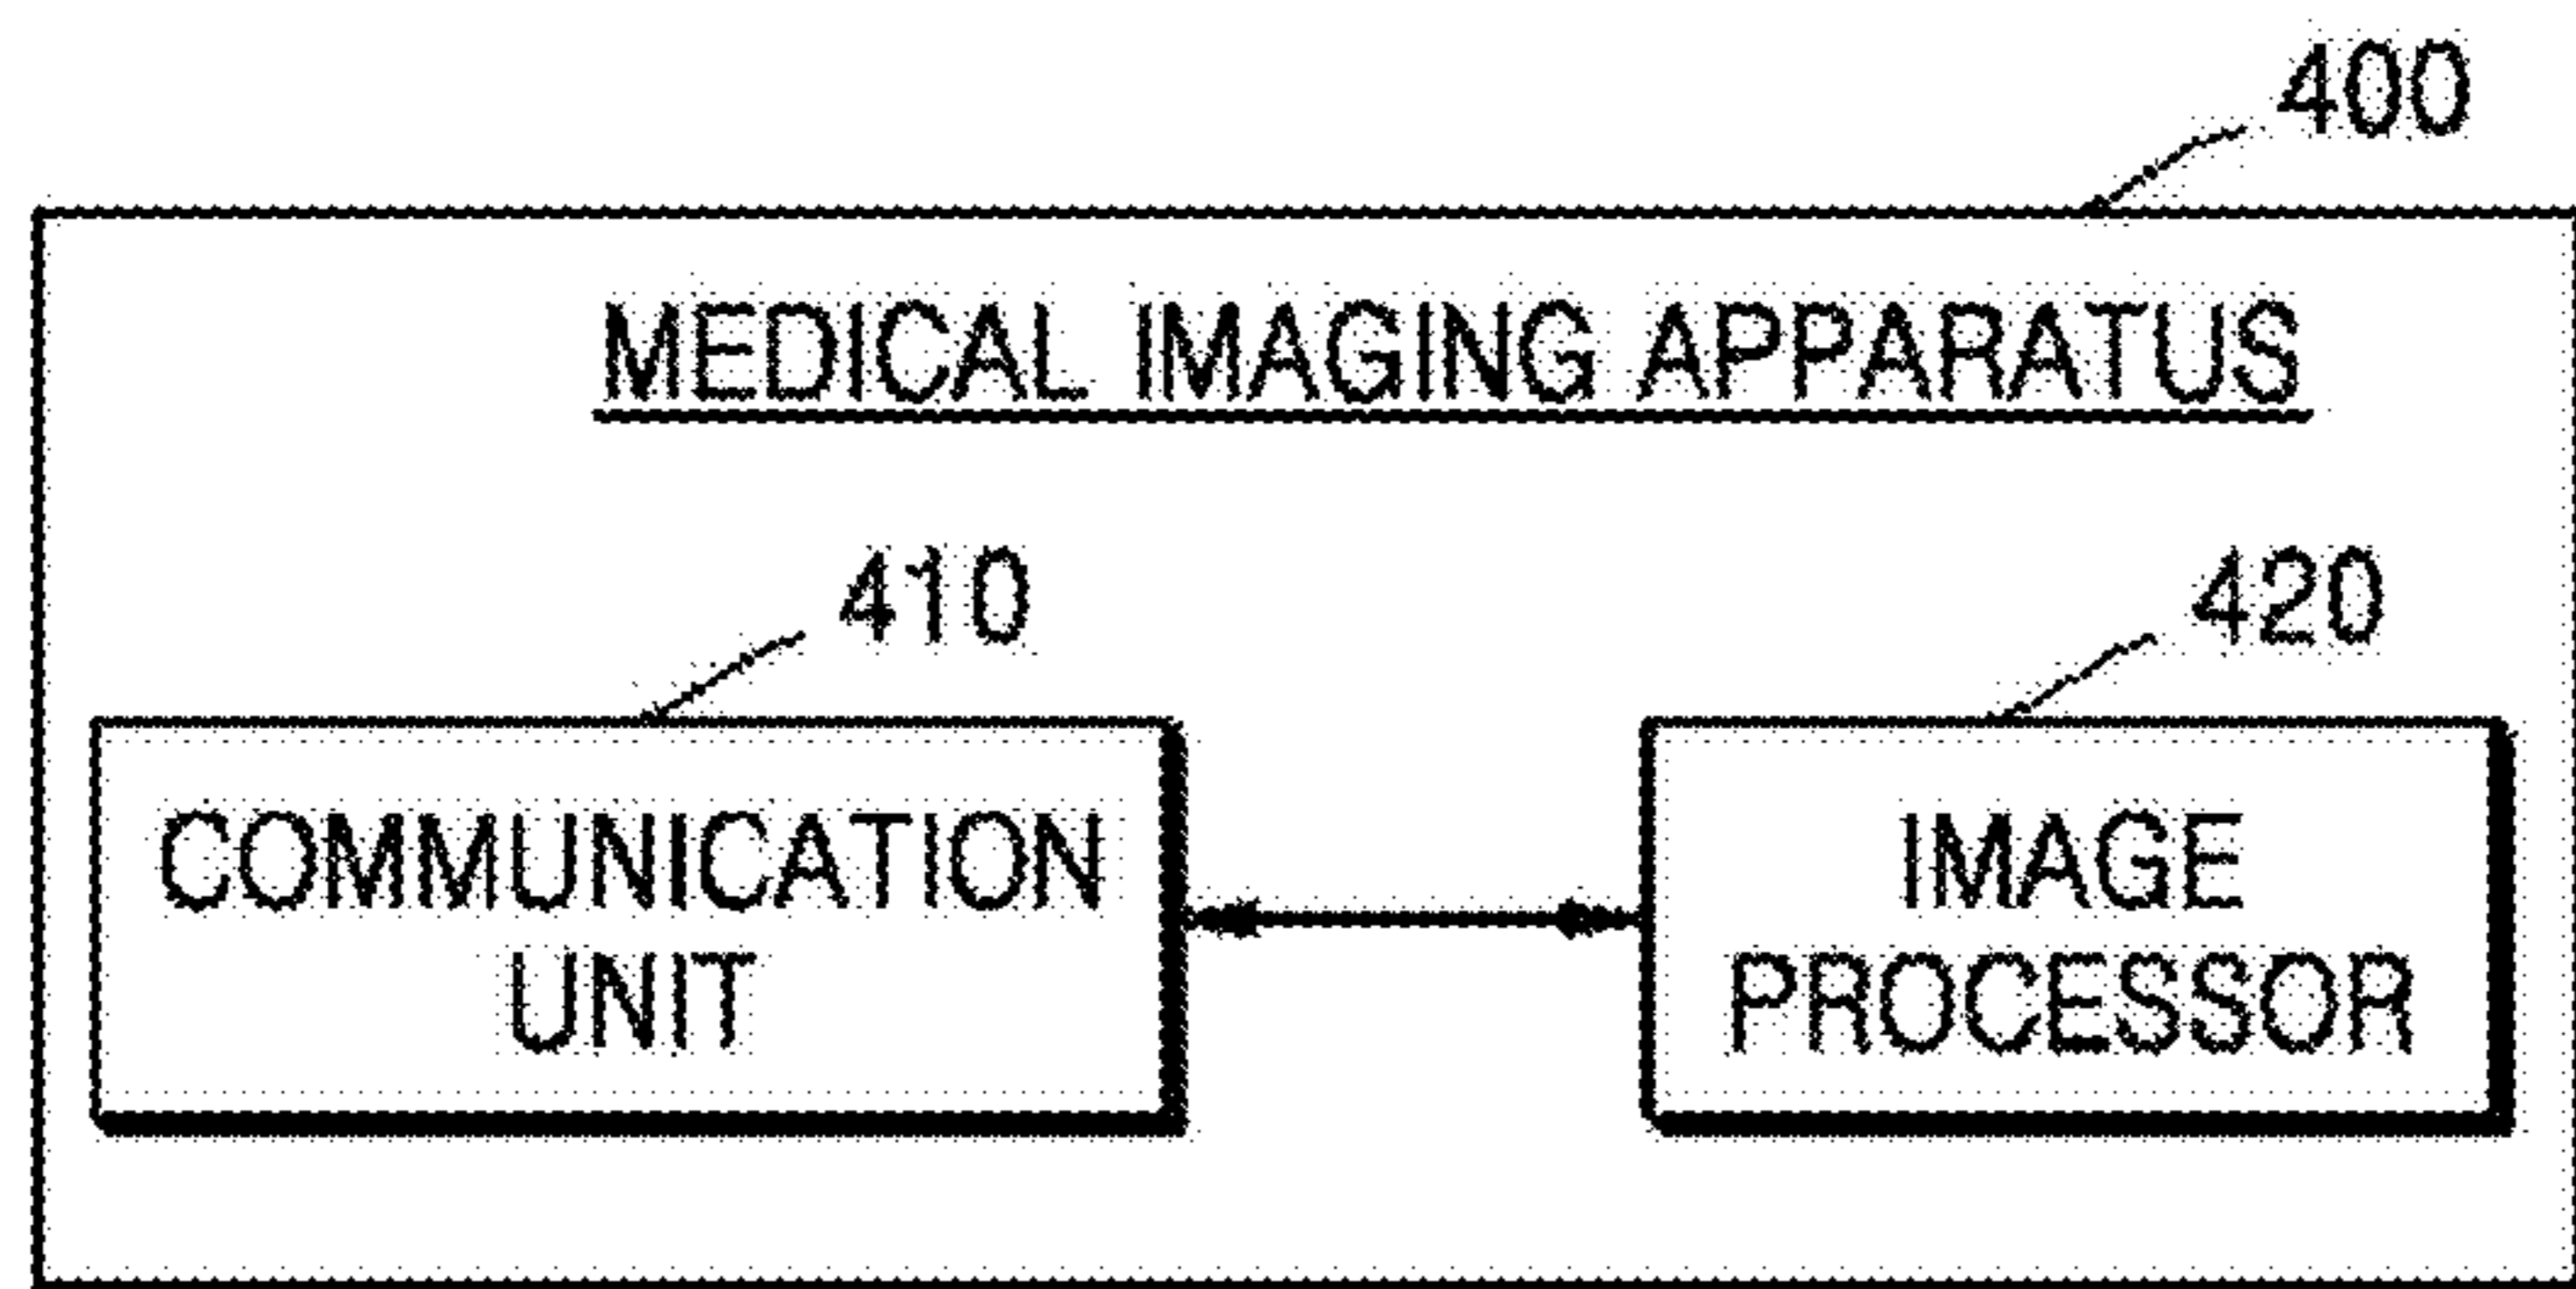 400
MEDICAL IMAGING APPARATUS
410
420
COMMUNICATION
UNIT
IMAGE
PROCESSOR